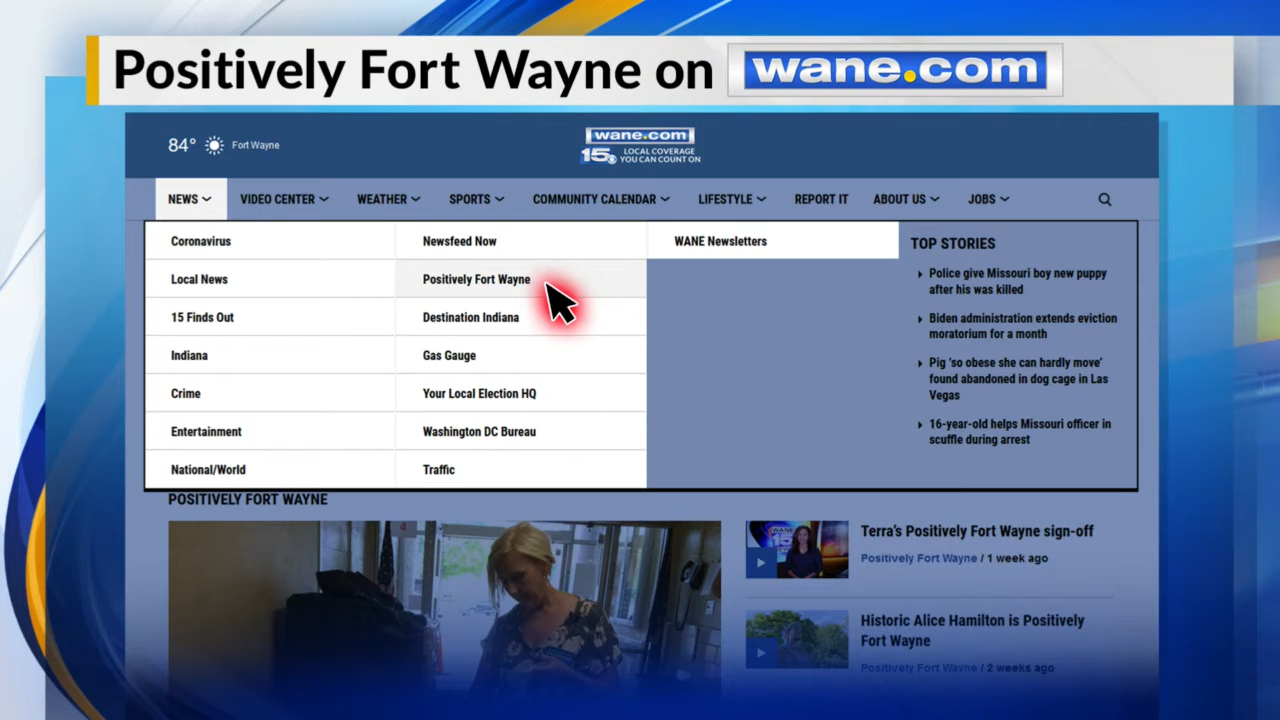 Positively Fort Wayne on wane.com
84° Fort Wayne
wane.com
15 LOCAL COVERAGE
YOU CAN COUNT ON
NEWS VIDEO CENTER WEATHER SPORTS COMMUNITY CALENDAR LIFESTYLE REPORT IT ABOUT US JOBS
Coronavirus
Local News
15 Finds Out
Indiana
Crime
Entertainment
National/World
Newsfeed Now
Positively Fort Wayne
Destination Indiana
Gas Gauge
Your Local Election HQ
Washington DC Bureau
Traffic
WANE Newsletters
TOP STORIES
Police give Missouri boy new puppy
after his was killed
Biden administration extends eviction
moratorium for a month
Pig ‘so obese she can hardly move’
found abandoned in dog cage in Las
Vegas
16-year-old helps Missouri officer in
scuffle during arrest
POSITIVELY FORT WAYNE
4
WANE
15
Terra’s Positively Fort Wayne sign-off
Positively Fort Wayne / 1 week ago
Historic Alice Hamilton is Positively
Fort Wayne
Positively Fort Wayne / 2 weeks ago